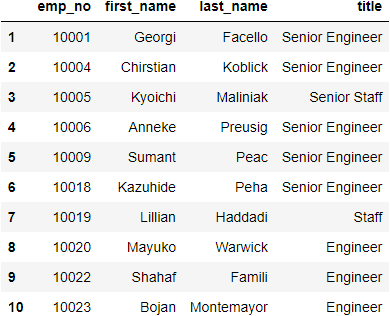 emp_no first_name last_name title
1 10001 Georgi Facello Senior Engineer
2 10004 Chirstian Koblick Senior Engineer
3 10005 Kyoichi Maliniak Senior Staff
4 10006 Anneke Preusig Senior Engineer
5 10009 Sumant Peac Senior Engineer
6 10018 Kazuhide Peha Senior Engineer
7 10019 Lillian Haddadi Staff
8 10020 Mayuko Warwick Engineer
9 10022 Shahaf Famili Engineer
10 10023 Bojan Montemayor Engineer